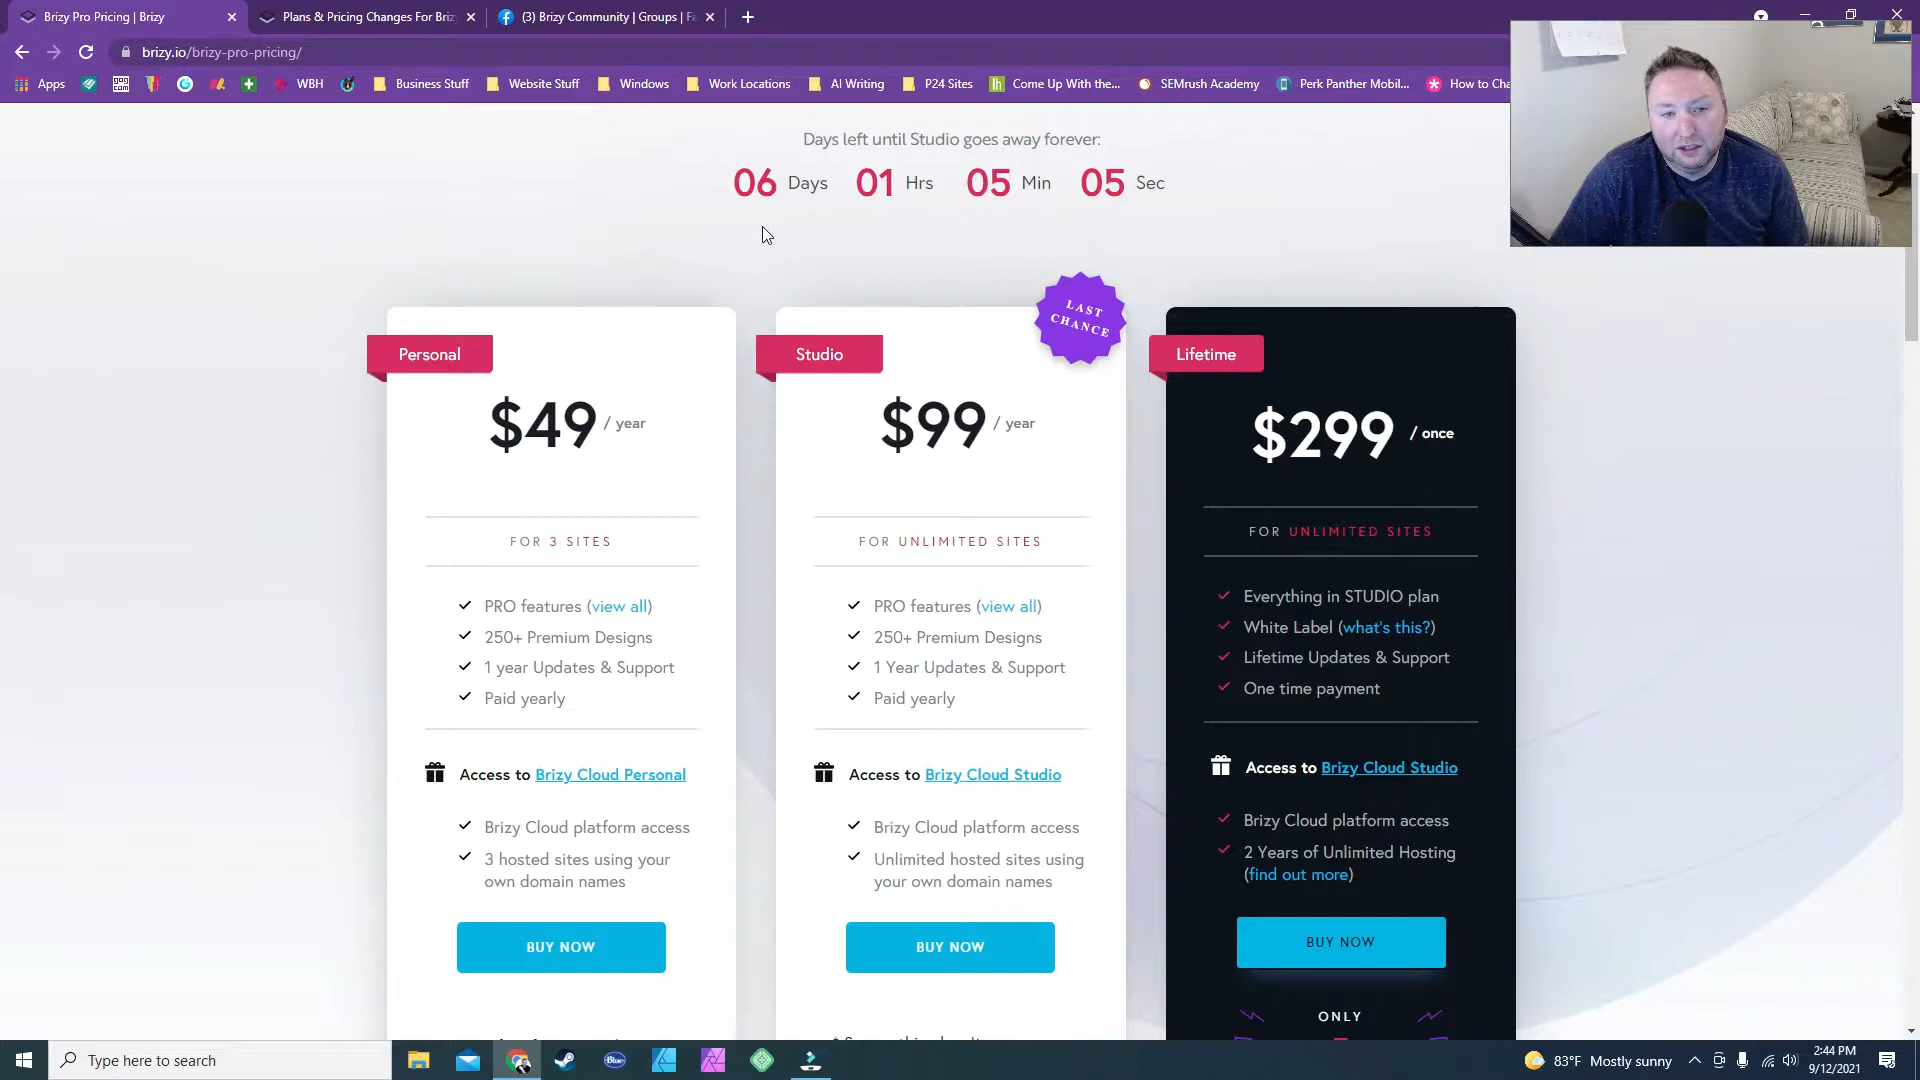 Brizy Pro Pricing | Brizy
Plans & Pricing Changes For Briz
(3) Brizy Community | Groups | Fa
brizy.io/brizy-pro-pricing/
Apps
WBH
Business Stuff
Website Stuff
Windows
Work Locations
AI Writing
P24 Sites
Come Up With the...
SEMrush Academy
Perk Panther Mobil...
How to Cha
Days left until Studio goes away forever:
06 Days 01 Hrs 05 Min 05 Sec
Personal
$49 / year
FOR 3 SITES
PRO features (view all)
250+ Premium Designs
1 year Updates & Support
Paid yearly
Access to Brizy Cloud Personal
Brizy Cloud platform access
3 hosted sites using your
own domain names
BUY NOW
LAST
CHANCE
Studio
$99 / year
FOR UNLIMITED SITES
PRO features (view all)
250+ Premium Designs
1 Year Updates & Support
Paid yearly
Access to Brizy Cloud Studio
Brizy Cloud platform access
Unlimited hosted sites using
your own domain names
BUY NOW
Lifetime
$299 / once
FOR UNLIMITED SITES
Everything in STUDIO plan
White Label (what's this?)
Lifetime Updates & Support
One time payment
Access to Brizy Cloud Studio
Brizy Cloud platform access
2 Years of Unlimited Hosting
(find out more)
BUY NOW
ONLY
Type here to search
83°F Mostly sunny
2:44 PM
9/12/2021